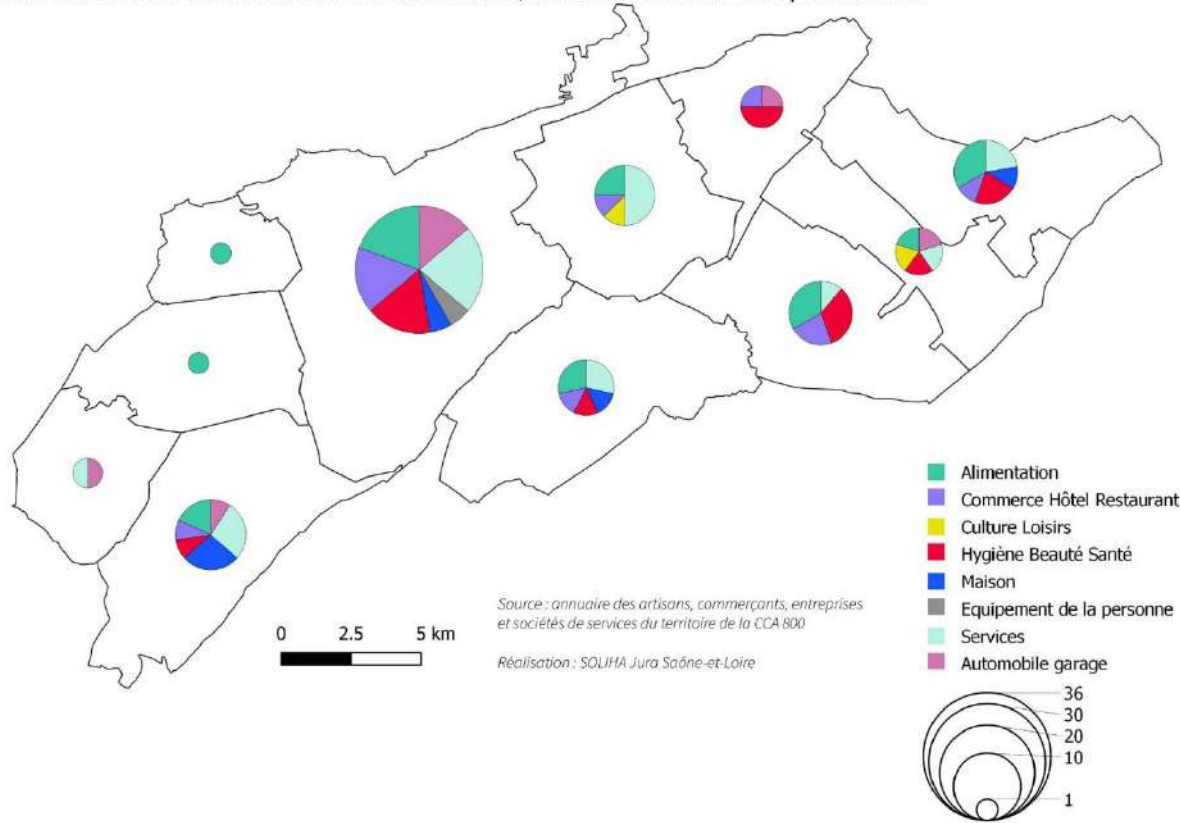 Alimentation
Commerce Hôtel Restaurant
Culture Loisirs
Hygiène Beauté Santé
Maison
Equipement de la personne
Services
Automobile garage
Source : annuaire des artisans, commerçants, entreprises
et sociétés de services du territoire de la CCA 800
Réalisation : SOLIHA Jura Saône-et-Loire
0 2.5 5 km
36
30
20
10
1